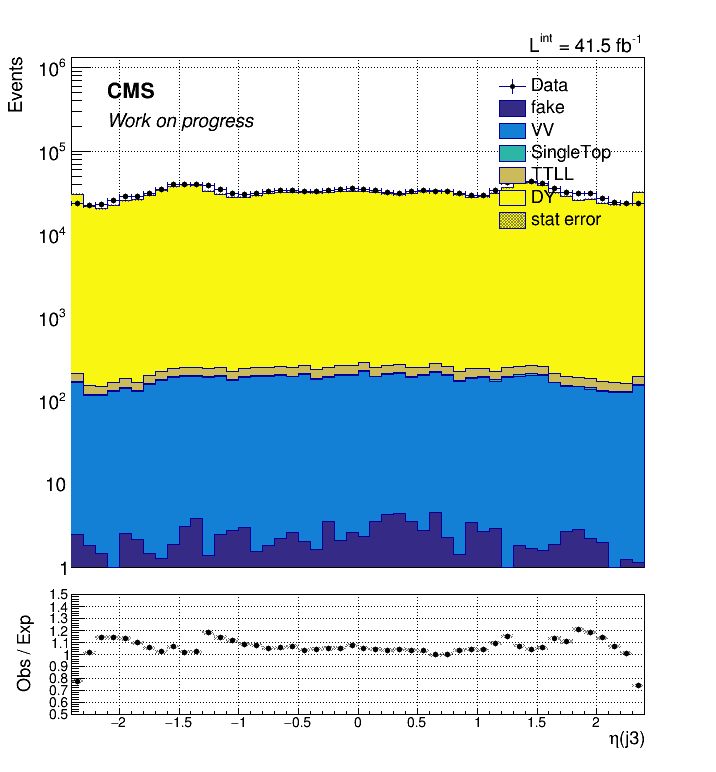 L^int = 41.5 fb^-1
Events
10^6
10^5
10^4
10^3
10^2
10
1
CMS
Work on progress
Data
fake
VV
SingleTop
TTLL
DY
stat error
Obs / Exp
1.5
1.4
1.3
1.2
1.1
1
0.9
0.8
0.7
0.6
0.5
−2 −1.5 −1 −0.5 0 0.5 1 1.5 2
η(j3)